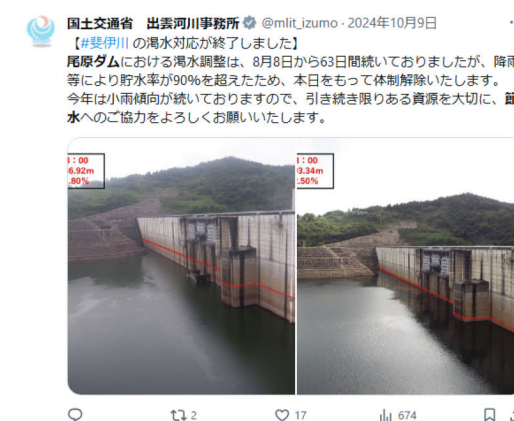 国土交通省 出雲河川事務所 @mlit_izumo · 2024年10月9日
【#斐伊川 の渇水対応が終了しました】
尾原ダムにおける渇水調整は、8月8日から63日間続いておりましたが、降雨
等により貯水率が90%を超えたため、本日をもって体制解除いたします。
今年は小雨傾向が続いておりますので、引き続き限りある資源を大切に、節
水へのご協力をよろしくお願いいたします。
:00
6.92m
.80%
:00
3.34m
.50%
2 17 674